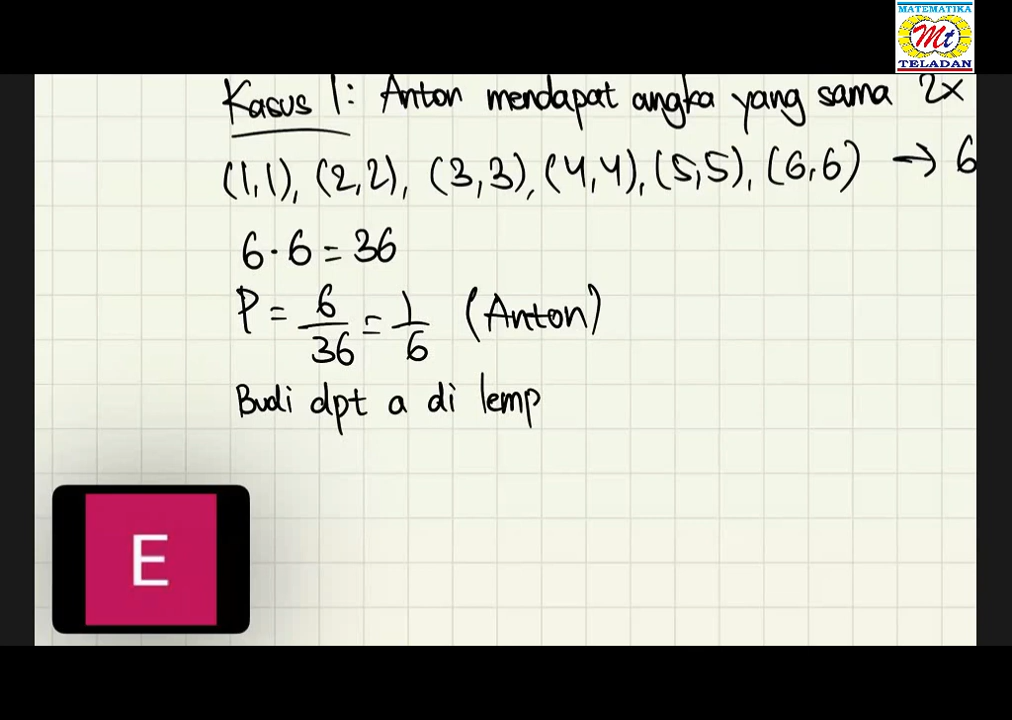 MATEMATIKA
Mt
TELADAN
Kasus 1: Anton mendapat angka yang sama 2x
(1,1), (2,2), (3,3), (4,4), (5,5), (6,6) → 6
6 · 6 = 36
P = 6/36 = 1/6 (Anton)
Budi dpt a di lemp
E